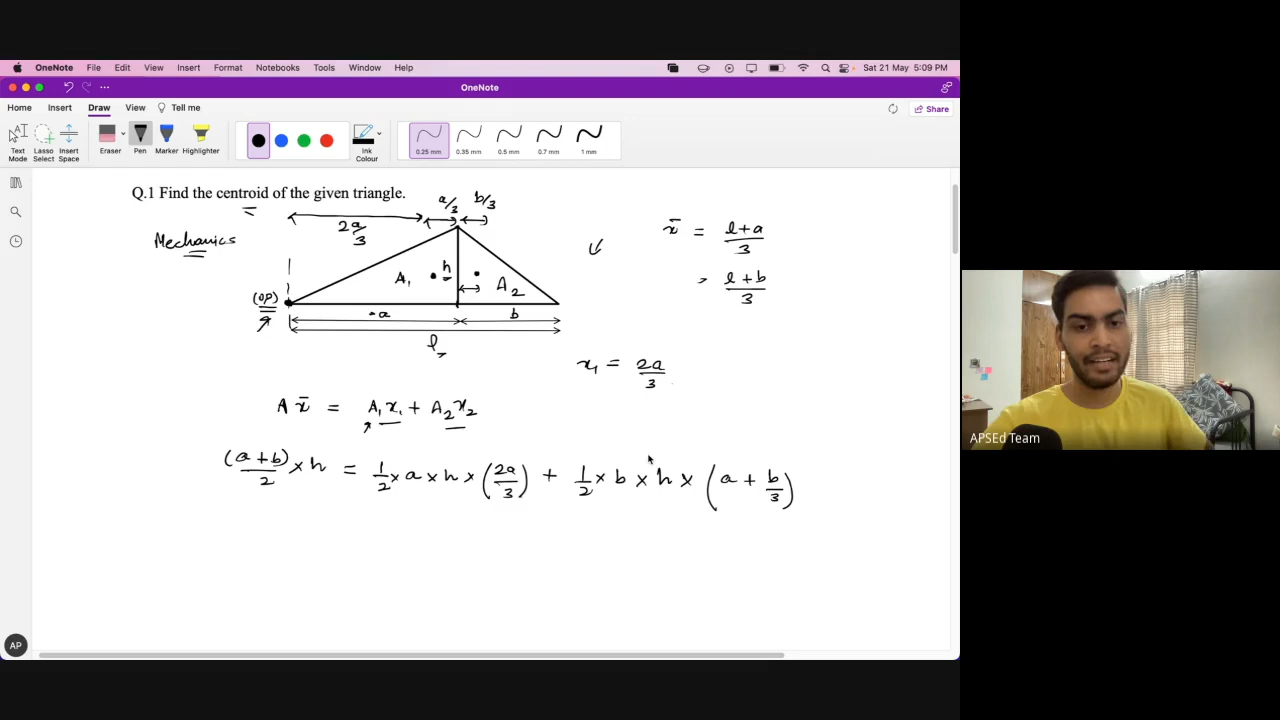 OneNote File Edit View Insert Format Notebooks Tools Window Help Sat 21 May 5:09 PM
OneNote
Home Insert Draw View Tell me Share
Text Mode Lasso Select Insert Space Eraser Pen Marker Highlighter Ink Colour 0.25 mm 0.35 mm 0.5 mm 0.7 mm 1 mm
Q.1 Find the centroid of the given triangle.
a/3 b/3
2a/3
Mechanics
x̄ = (l+a)/3
= (l+b)/3
A₁ h A₂
(OP)
a b
l
x₁ = 2a/3
A x̄ = A₁x₁ + A₂x₂
(a+b)/2 × h = 1/2 × a × h × (2a/3) + 1/2 × b × h × (a + b/3)
APSEd Team
AP